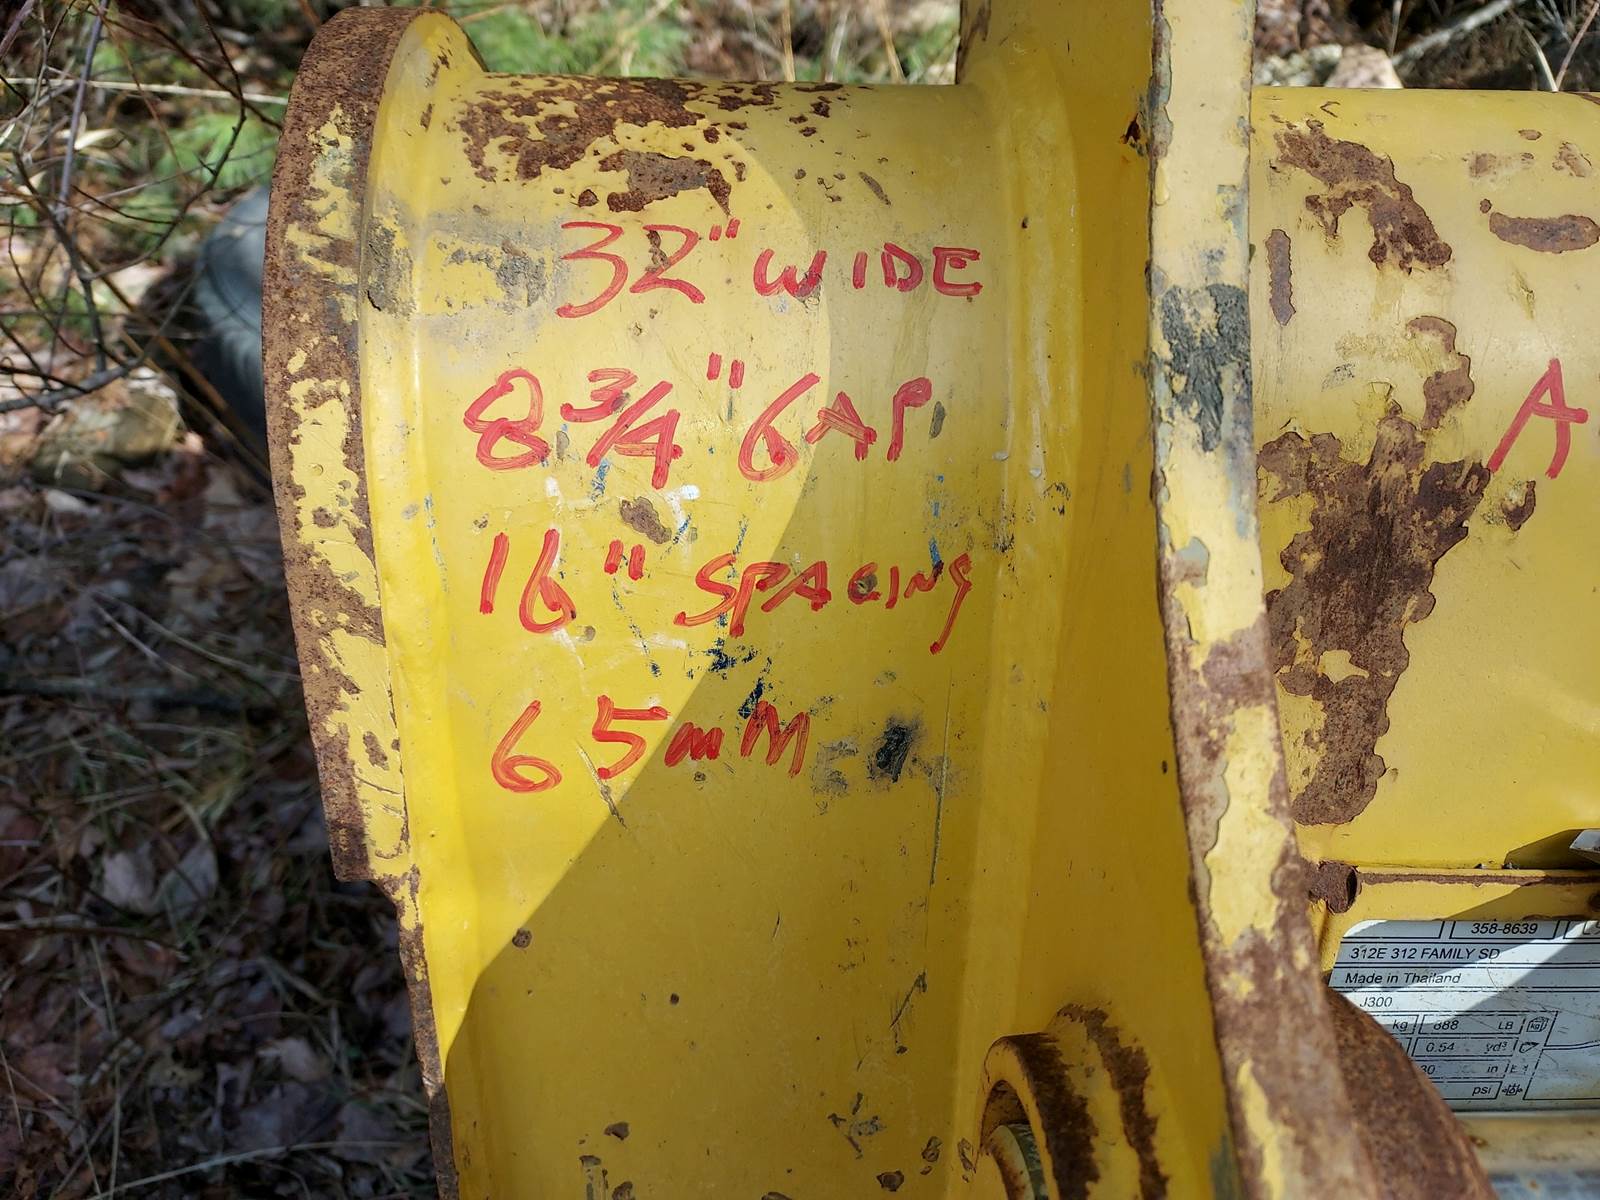 32" WIDE
8 3/4" GAP
16" SPACING
65mm
A
358-8639
312E 312 FAMILY SD
Made in Thailand
J300
kg 888 LB
0.54 yd³
30 in
psi